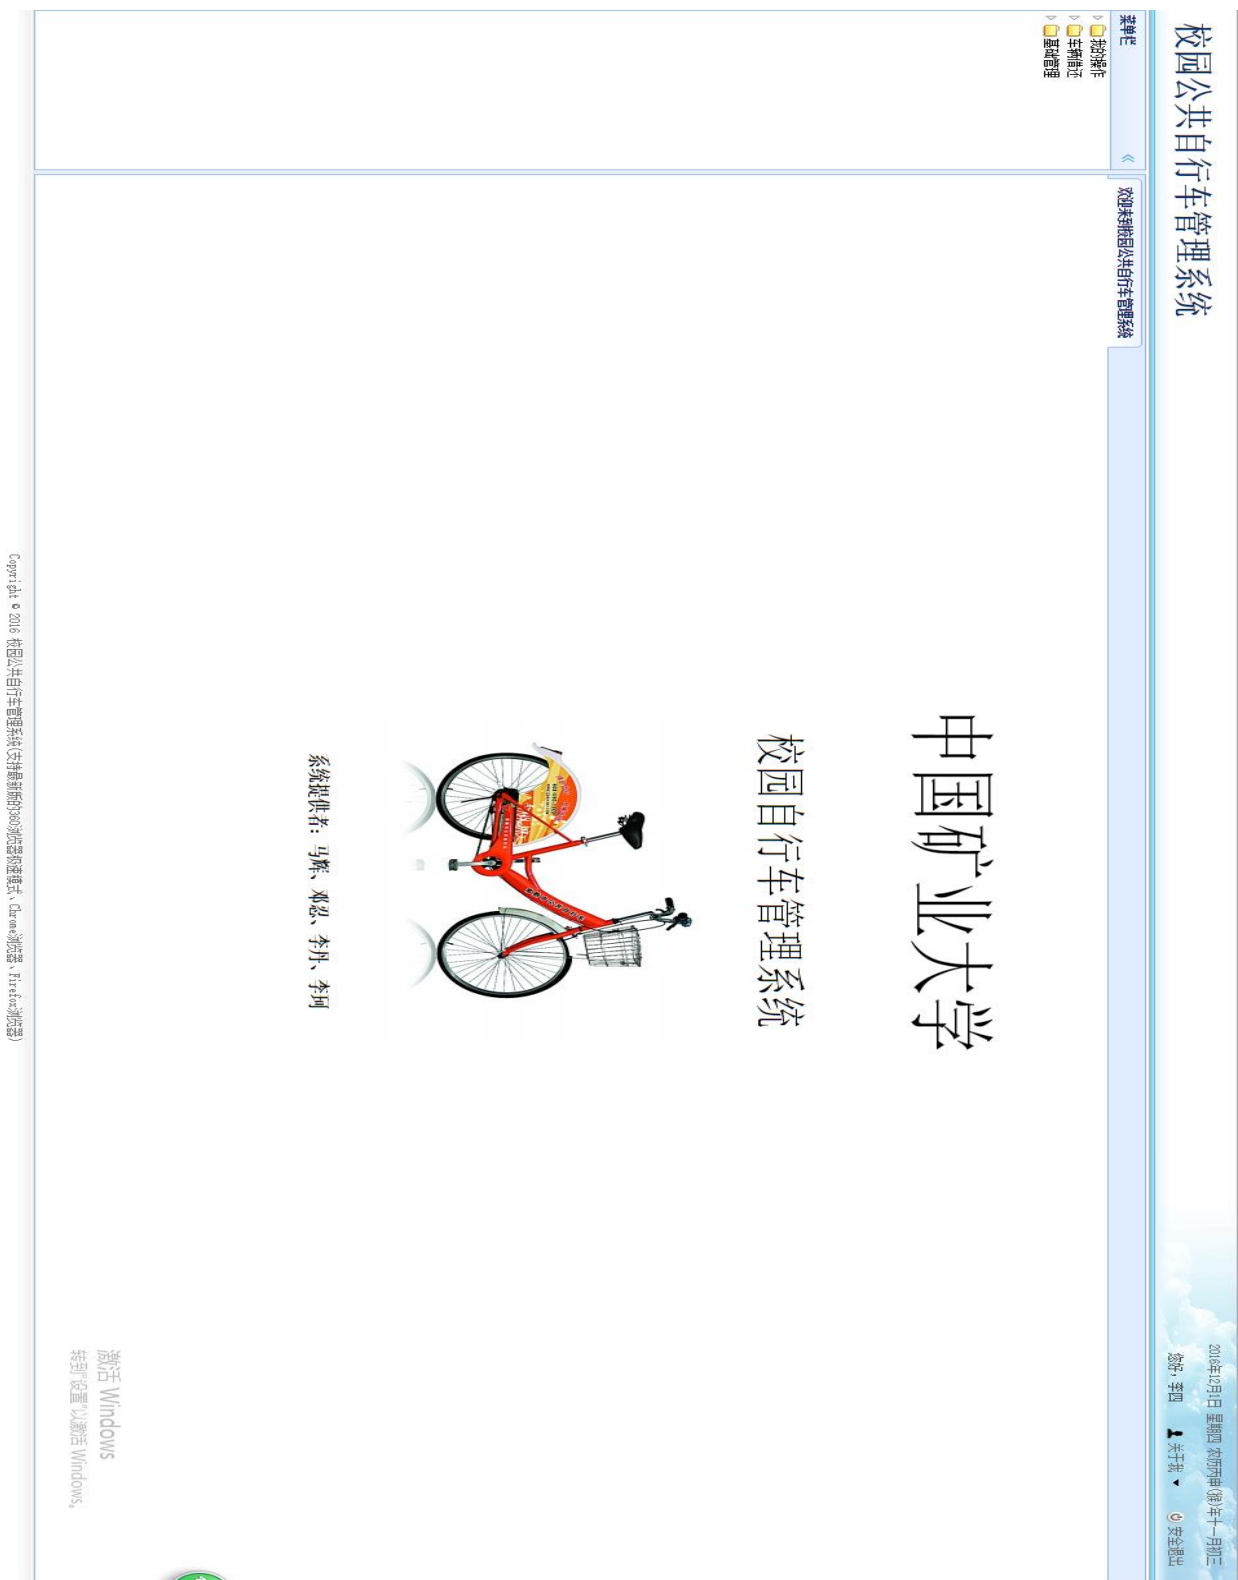 校园公共自行车管理系统
2016年12月1日 星期四 农历丙申(猴)年十一月初三
您好，李四 关于我 安全退出
菜单栏
欢迎来到校园公共自行车管理系统
我的操作
车辆借还
基础管理
中国矿业大学
校园自行车管理系统
系统提供者：马辉、邓忍、李丹、李珂
激活 Windows
转到"设置"以激活 Windows。
Copyright © 2016 校园公共自行车管理系统(支持最新版的360浏览器极速模式、Chrome浏览器、Firefox浏览器)